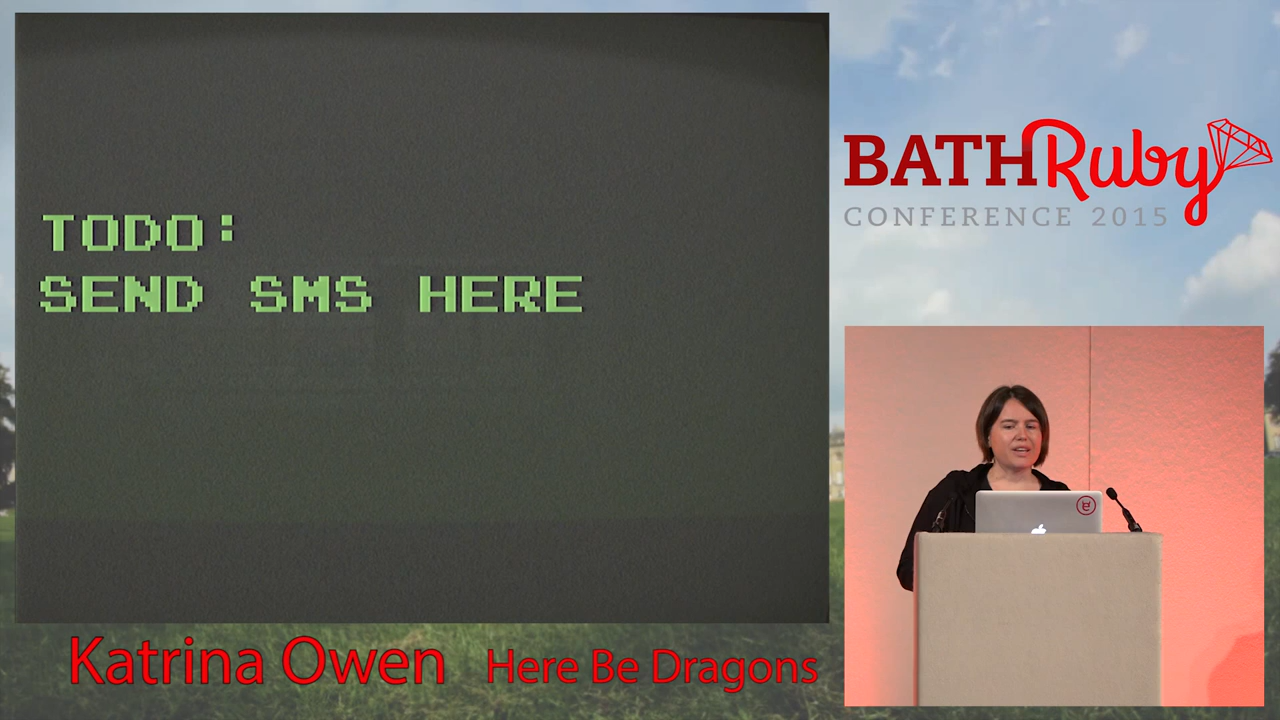 TODO:
SEND SMS HERE
BATHRuby
CONFERENCE 2015
Katrina Owen Here Be Dragons